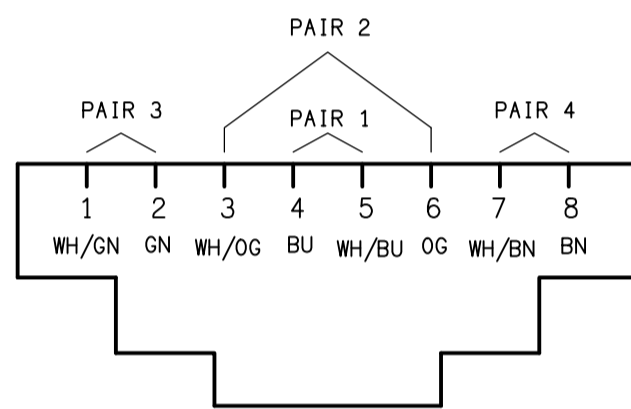 PAIR 2
PAIR 3 PAIR 1 PAIR 4
1 2 3 4 5 6 7 8
WH/GN GN WH/OG BU WH/BU OG WH/BN BN